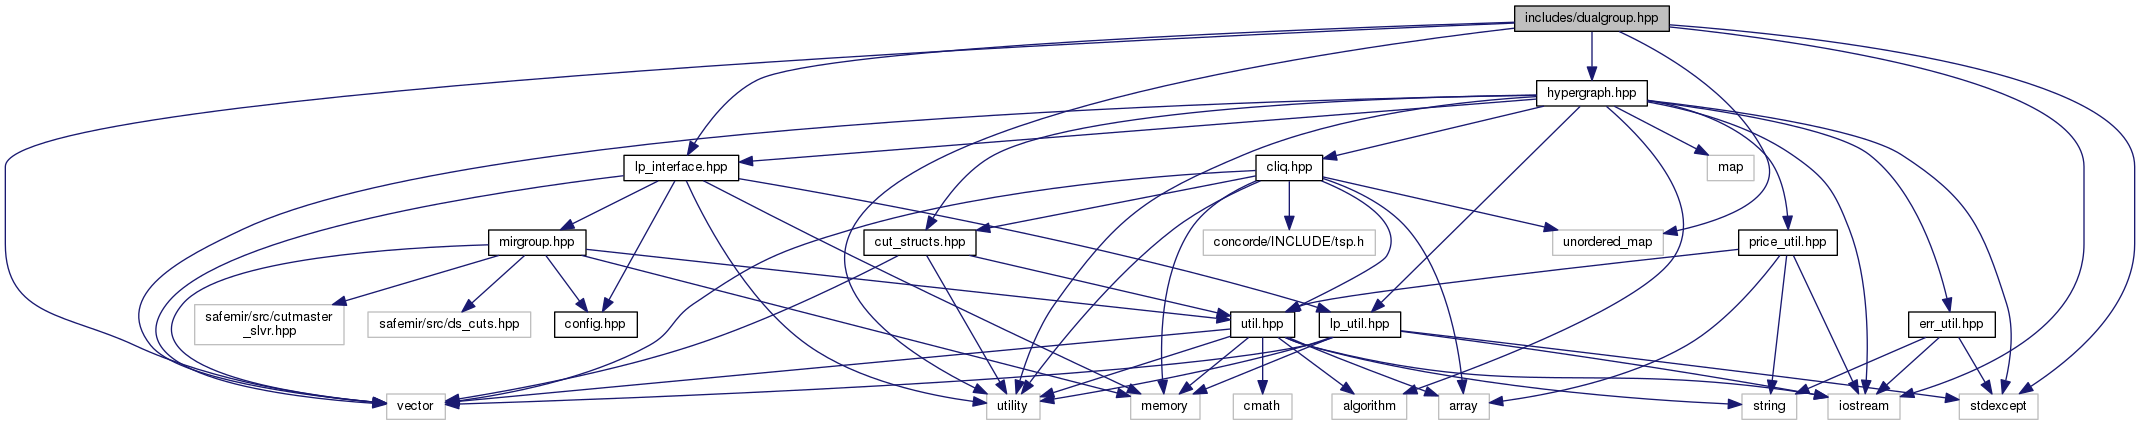 includes/dualgroup.hpp
hypergraph.hpp
lp_interface.hpp
cliq.hpp
map
mirgroup.hpp
cut_structs.hpp
concorde/INCLUDE/tsp.h
unordered_map
price_util.hpp
safemir/src/cutmaster
_slvr.hpp
safemir/src/ds_cuts.hpp
config.hpp
util.hpp
lp_util.hpp
err_util.hpp
vector
utility
memory
cmath
algorithm
array
string
iostream
stdexcept